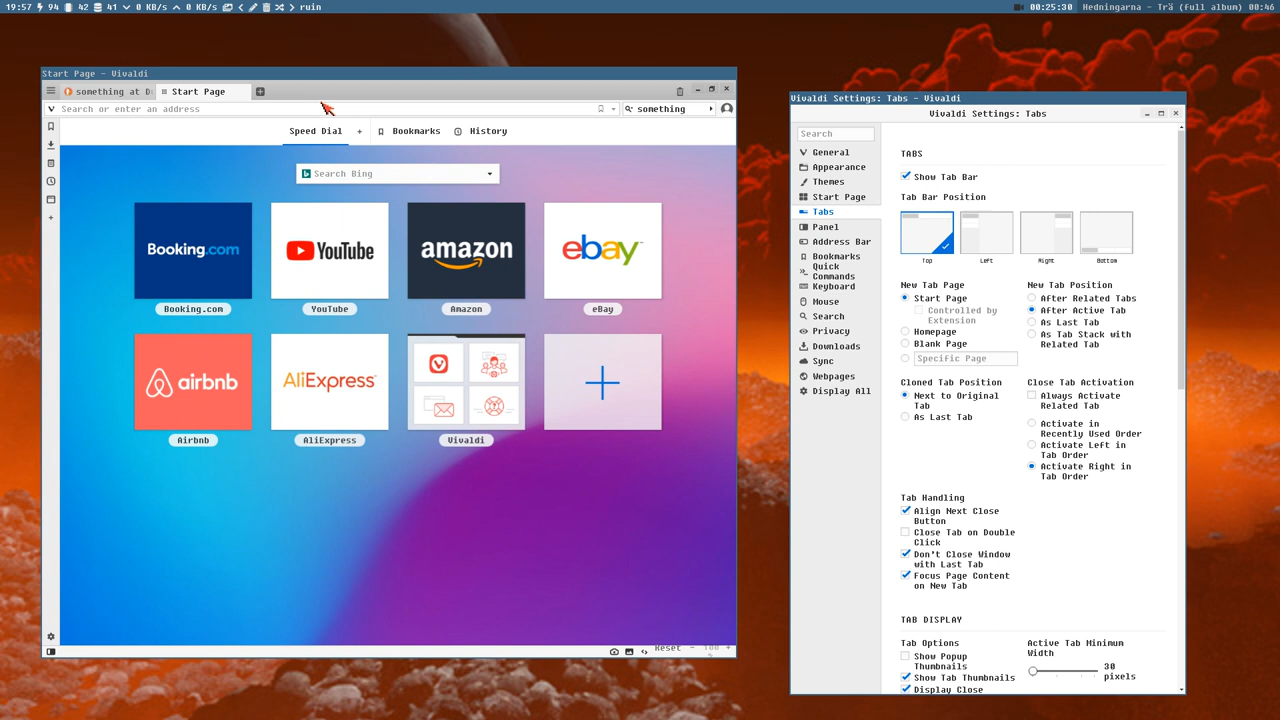 19:57 94 42 41 0 KB/s 0 KB/s ruin
00:25:30 Hedningarna – Trä (full album) 00:46
Start Page - Vivaldi
something at D
Start Page
Search or enter an address
something
Speed Dial
Bookmarks
History
Search Bing
Booking.com
YouTube
amazon
ebay
Booking.com
YouTube
Amazon
eBay
airbnb
AliExpress
Airbnb
AliExpress
Vivaldi
Reset
Vivaldi Settings: Tabs - Vivaldi
Vivaldi Settings: Tabs
Search
General
Appearance
Themes
Start Page
Tabs
Panel
Address Bar
Bookmarks
Quick
Commands
Keyboard
Mouse
Search
Privacy
Downloads
Sync
Webpages
Display All
TABS
Show Tab Bar
Tab Bar Position
Top
Left
Right
Bottom
New Tab Page
Start Page
Controlled by
Extension
Homepage
Blank Page
Specific Page
New Tab Position
After Related Tabs
After Active Tab
As Last Tab
As Tab Stack with
Related Tab
Cloned Tab Position
Next to Original
Tab
As Last Tab
Close Tab Activation
Always Activate
Related Tab
Activate in
Recently Used Order
Activate Left in
Tab Order
Activate Right in
Tab Order
Tab Handling
Align Next Close
Button
Close Tab on Double
Click
Don't Close Window
with Last Tab
Focus Page Content
on New Tab
TAB DISPLAY
Tab Options
Show Popup
Thumbnails
Show Tab Thumbnails
Display Close
Active Tab Minimum
Width
30
pixels